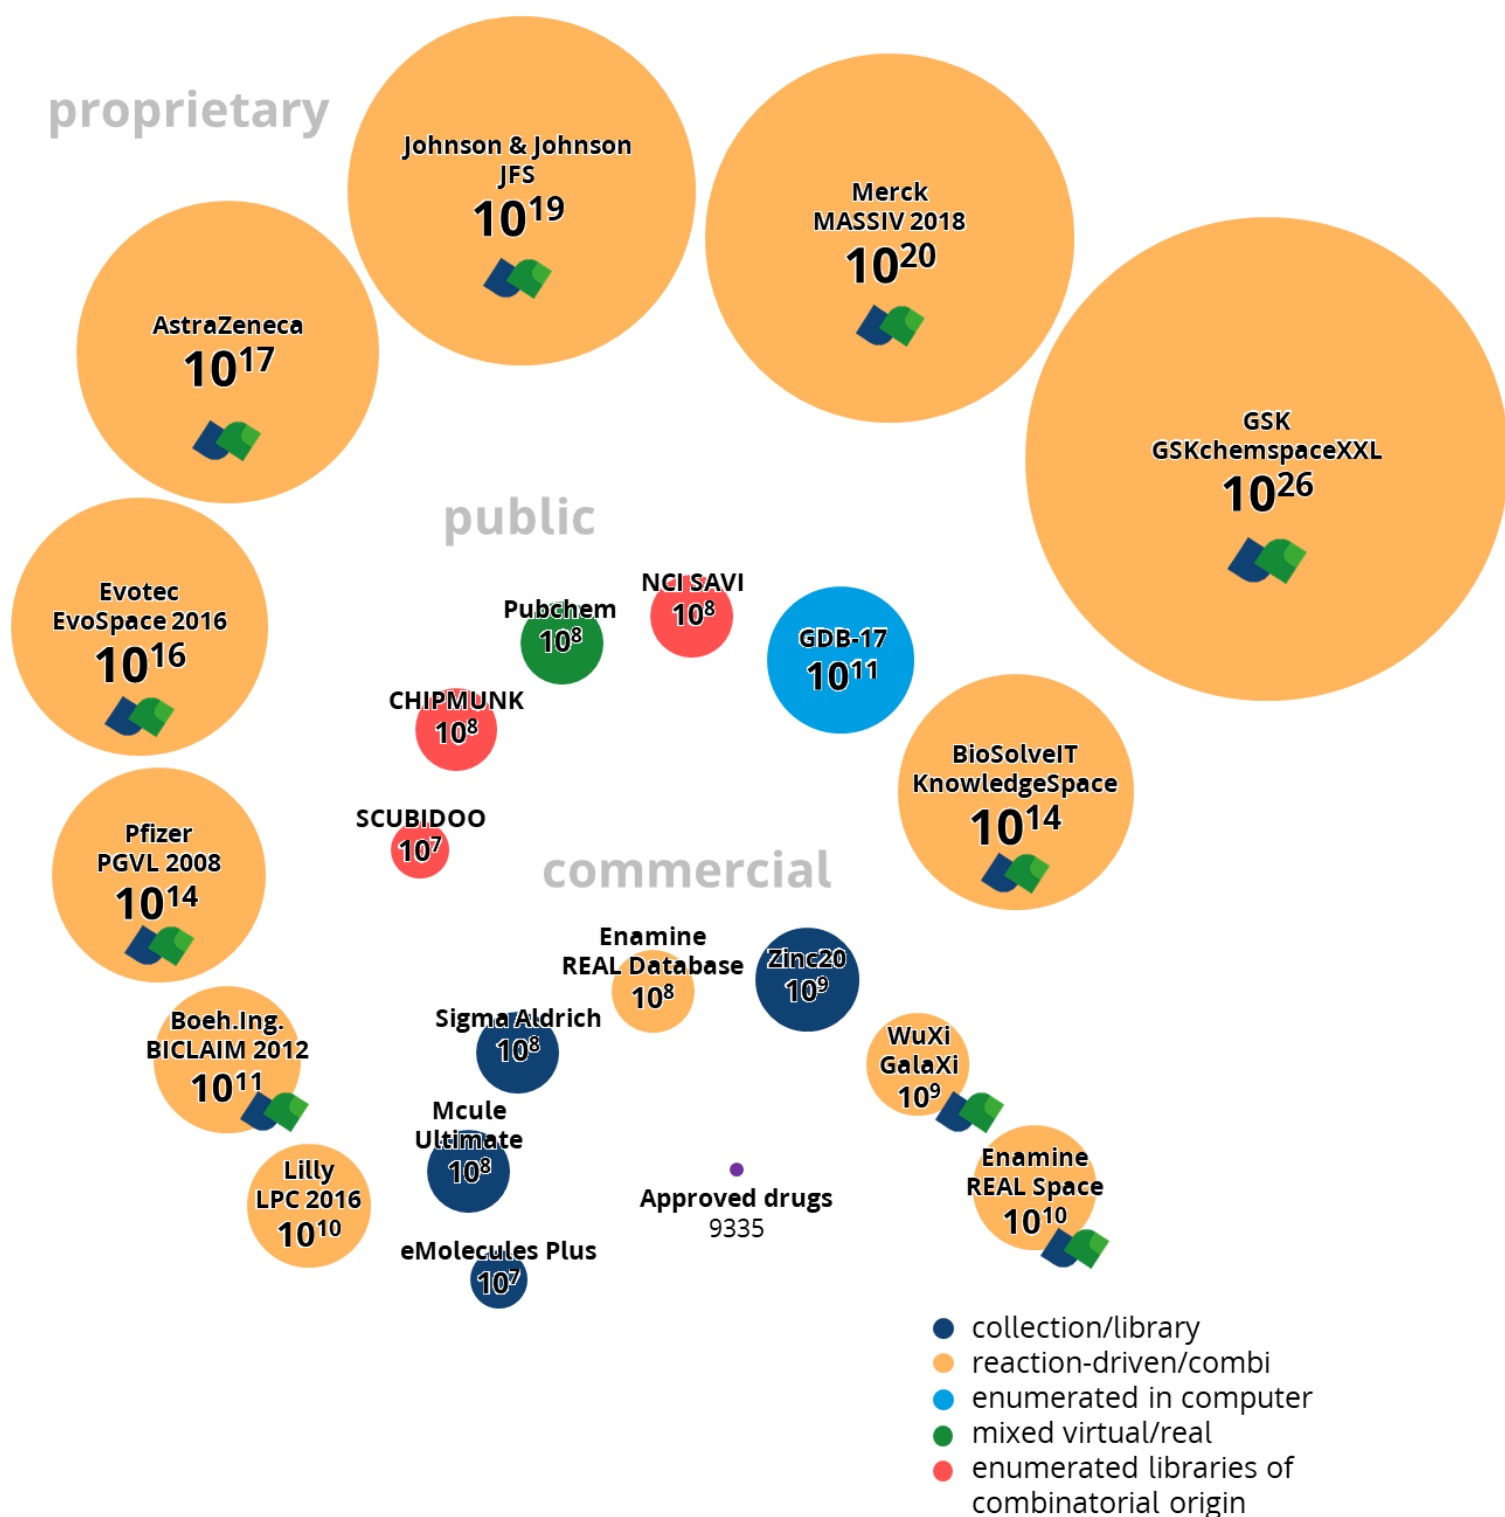 proprietary
Johnson & Johnson
JFS
10¹⁹
Merck
MASSIV 2018
10²⁰
AstraZeneca
10¹⁷
GSK
GSKchemspaceXXL
10²⁶
Evotec
EvoSpace 2016
10¹⁶
Pfizer
PGVL 2008
10¹⁴
Boeh.Ing.
BICLAIM 2012
10¹¹
Lilly
LPC 2016
10¹⁰
public
NCI SAVI
10⁸
Pubchem
10⁸
GDB-17
10¹¹
CHIPMUNK
10⁸
SCUBIDOO
10⁷
BioSolveIT
KnowledgeSpace
10¹⁴
commercial
Enamine
REAL Database
10⁸
Zinc20
10⁹
Sigma Aldrich
10⁸
WuXi
GalaXi
10⁹
Mcule
Ultimate
10⁸
Enamine
REAL Space
10¹⁰
eMolecules Plus
10⁷
Approved drugs
9335
collection/library
reaction-driven/combi
enumerated in computer
mixed virtual/real
enumerated libraries of
combinatorial origin